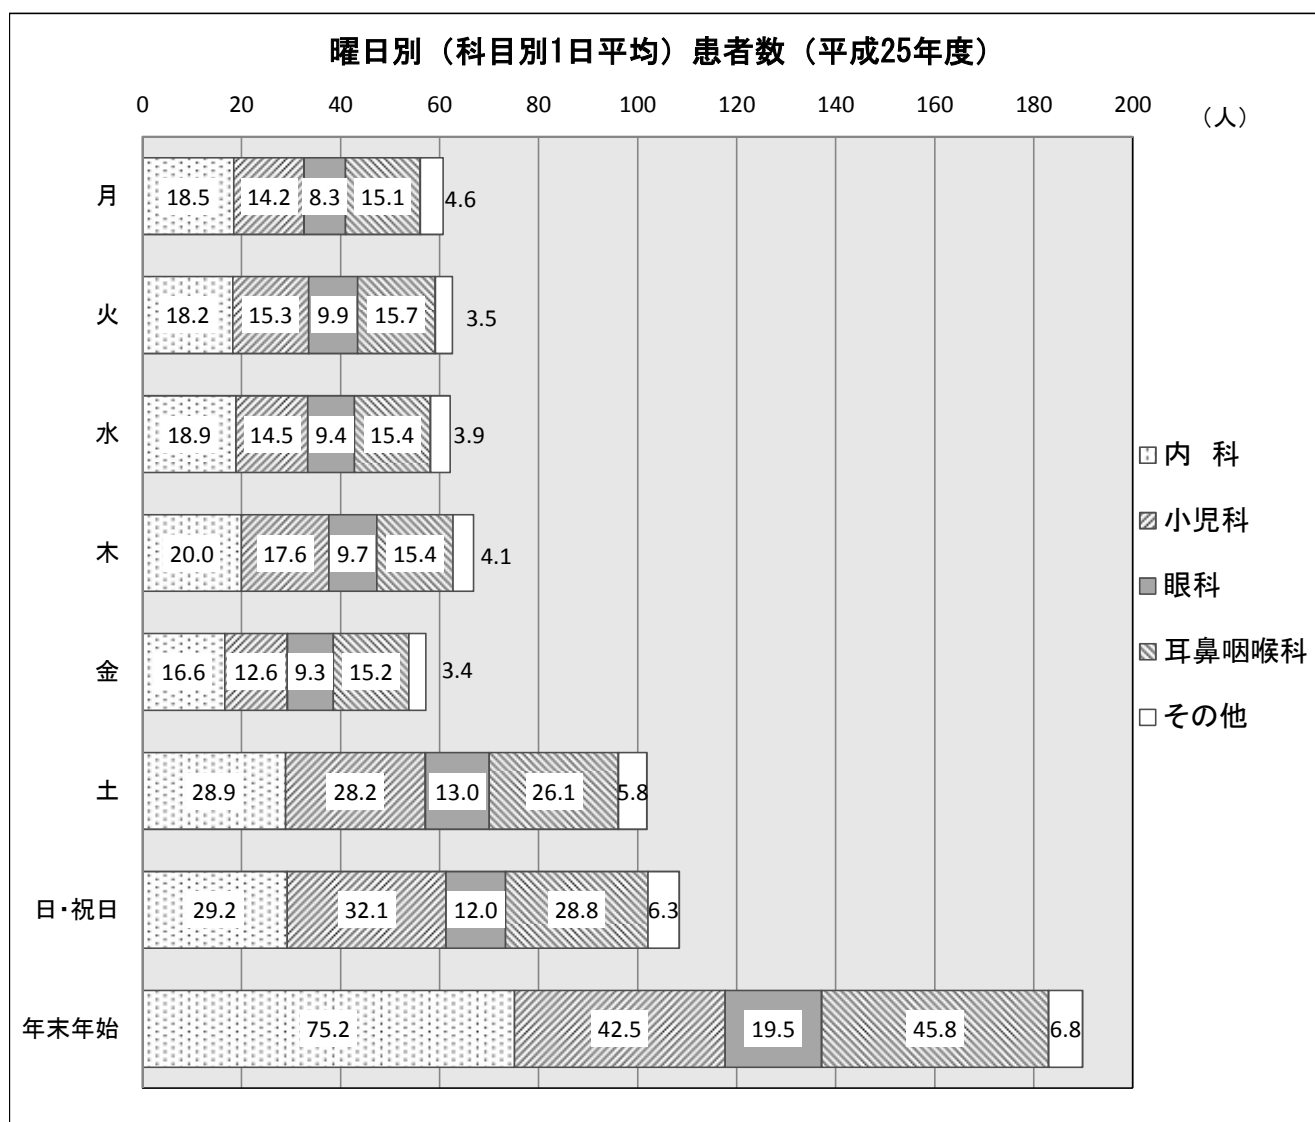 曜日別（科目別1日平均）患者数（平成25年度）
0 20 40 60 80 100 120 140 160 180 200
（人）
月 18.5 14.2 8.3 15.1 4.6
火 18.2 15.3 9.9 15.7 3.5
水 18.9 14.5 9.4 15.4 3.9
木 20.0 17.6 9.7 15.4 4.1
金 16.6 12.6 9.3 15.2 3.4
土 28.9 28.2 13.0 26.1 5.8
日・祝日 29.2 32.1 12.0 28.8 6.3
年末年始 75.2 42.5 19.5 45.8 6.8
内　科
小児科
眼科
耳鼻咽喉科
その他